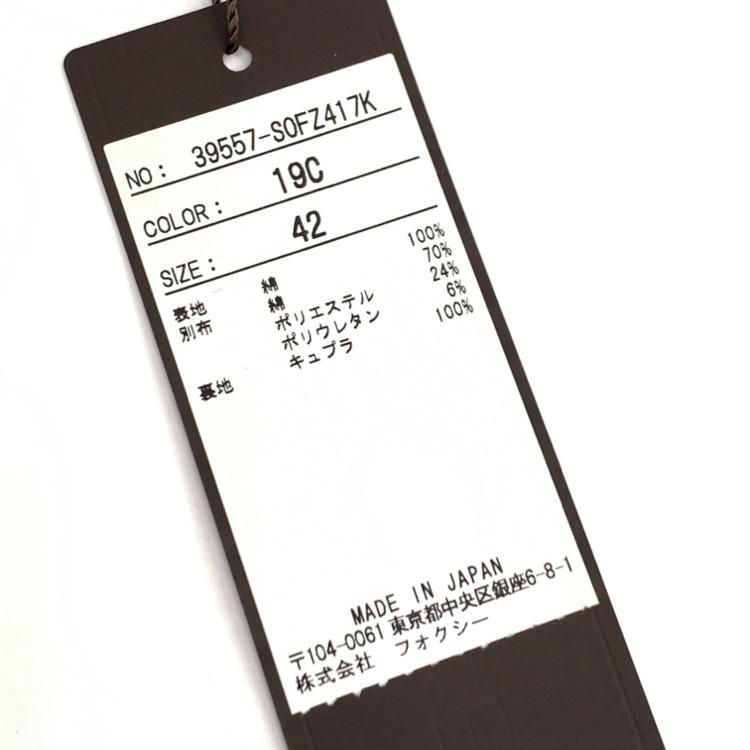 NO: 39557-S0FZ417K
COLOR: 19C
SIZE: 42
表地 綿 100%
別布 綿 70%
ポリエステル 24%
ポリウレタン 6%
裏地 キュプラ 100%
MADE IN JAPAN
〒104-0061 東京都中央区銀座6-8-1
株式会社 フォクシー